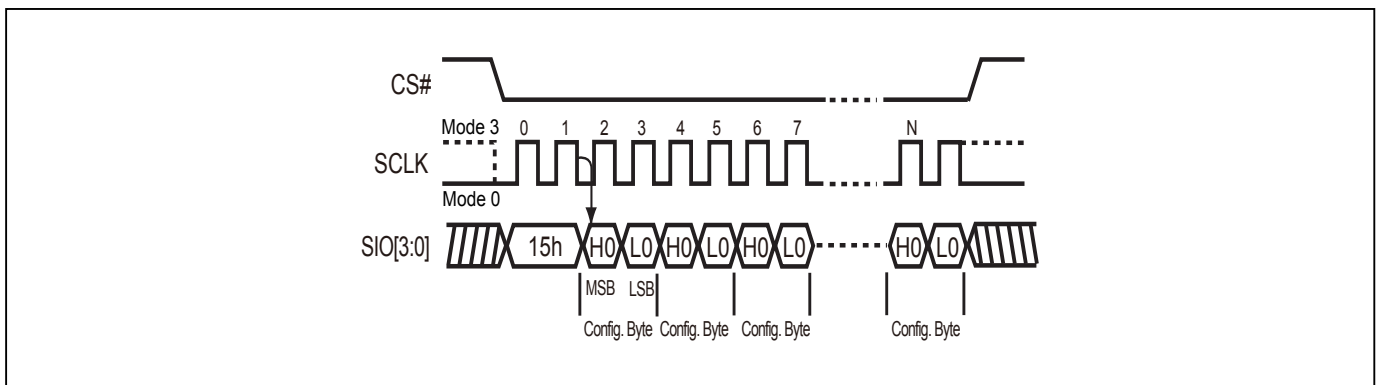 CS#
Mode 3 0 1 2 3 4 5 6 7 N
SCLK
Mode 0
SIO[3:0] 15h H0 L0 H0 L0 H0 L0 H0 L0
MSB LSB
Config. Byte Config. Byte Config. Byte Config. Byte